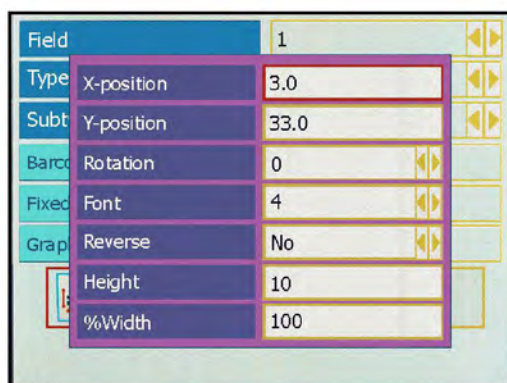 Field 1
Type
X-position 3.0
Subt
Y-position 33.0
Barco
Rotation 0
Fixed
Font 4
Grap
Reverse No
Height 10
%Width 100